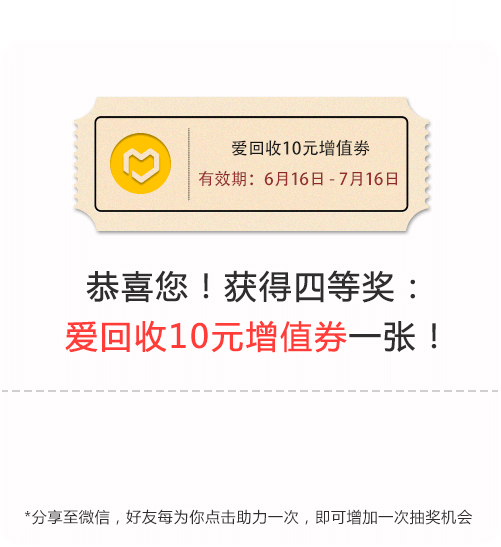 爱回收10元增值券
有效期：6月16日 - 7月16日
恭喜您！获得四等奖：
爱回收10元增值券一张！
*分享至微信，好友每为你点击助力一次，即可增加一次抽奖机会